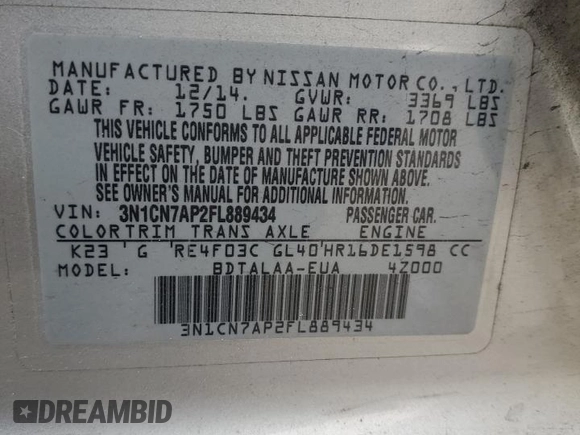 MANUFACTURED BY NISSAN MOTOR CO., LTD.
DATE: 12/14. GVWR: 3369 LBS
GAWR FR: 1750 LBS GAWR RR: 1708 LBS
THIS VEHICLE CONFORMS TO ALL APPLICABLE FEDERAL MOTOR
VEHICLE SAFETY, BUMPER AND THEFT PREVENTION STANDARDS
IN EFFECT ON THE DATE OF MANUFACTURE SHOWN ABOVE.
SEE OWNER'S MANUAL FOR ADDITIONAL INFORMATION.
VIN: 3N1CN7AP2FL889434 PASSENGER CAR.
COLOR TRIM TRANS AXLE ENGINE
K23 'G 'RE4F03C GL40'HR16DE1598 CC
MODEL: BDTALAA-EUA 4Z000
3N1CN7AP2FL889434
DREAMBID